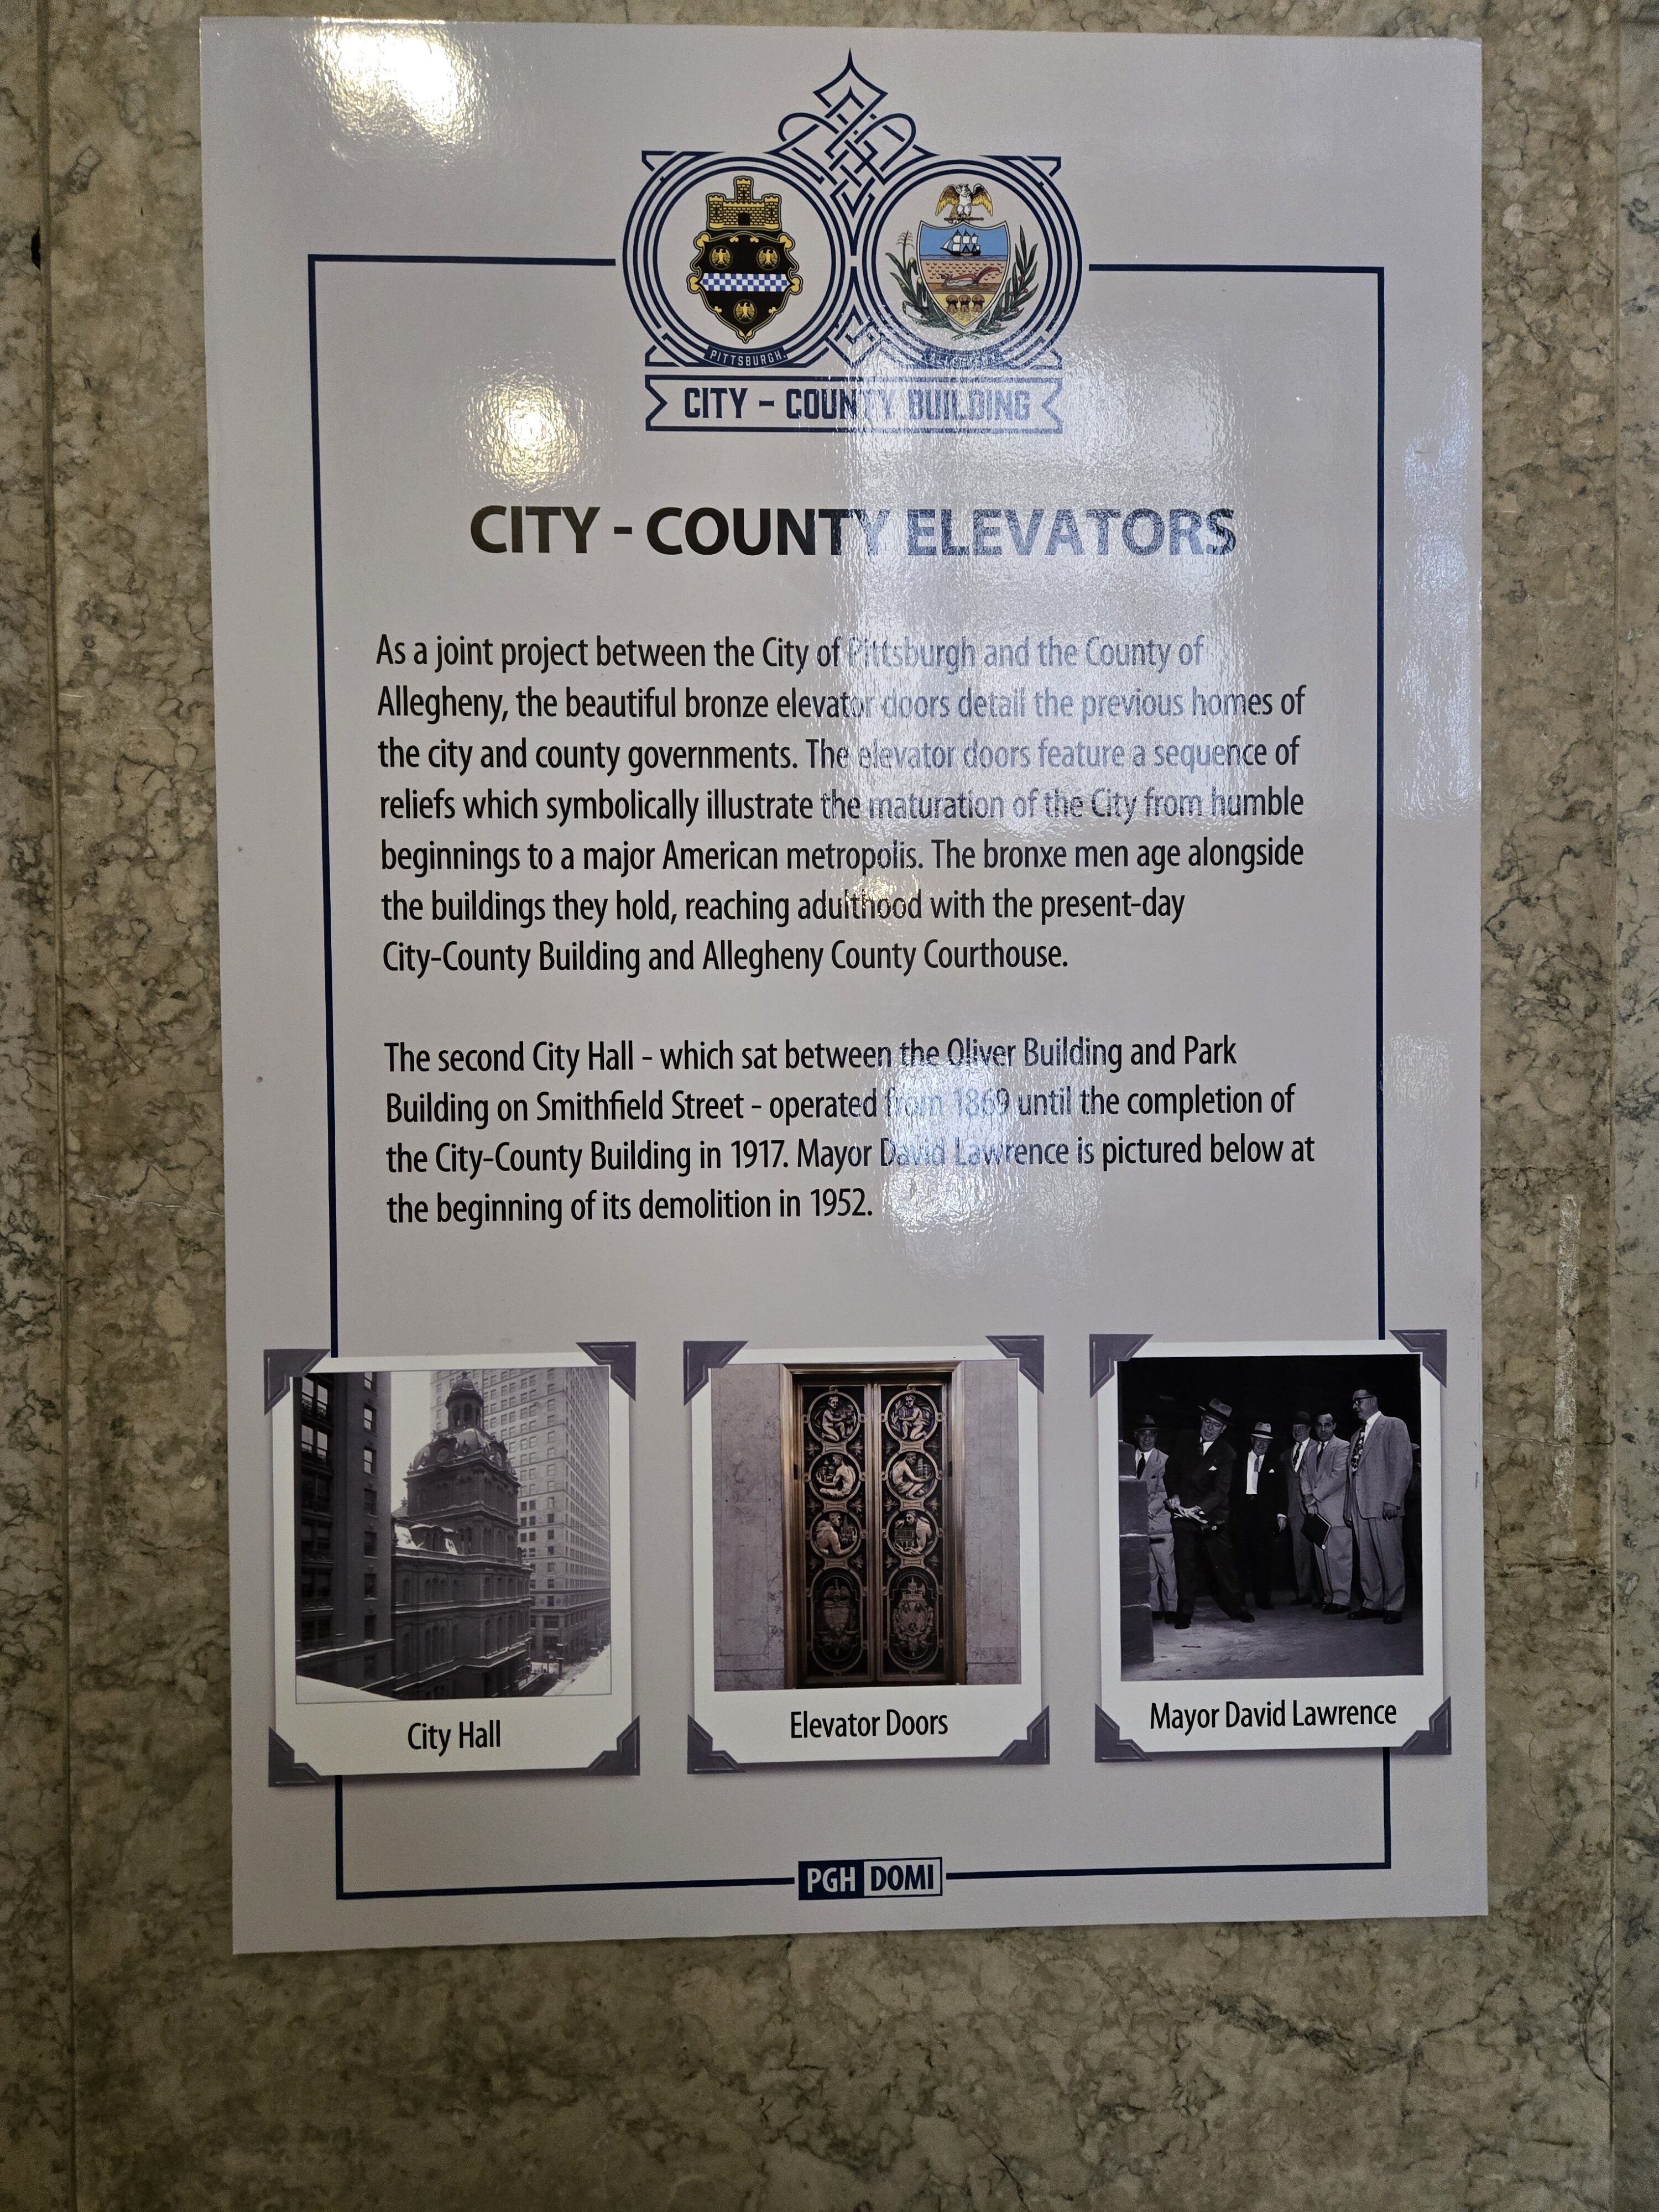 PITTSBURGH
CITY - COUNTY BUILDING
CITY - COUNTY ELEVATORS
As a joint project between the City of Pittsburgh and the County of
Allegheny, the beautiful bronze elevator doors detail the previous homes of
the city and county governments. The elevator doors feature a sequence of
reliefs which symbolically illustrate the maturation of the City from humble
beginnings to a major American metropolis. The bronxe men age alongside
the buildings they hold, reaching adulthood with the present-day
City-County Building and Allegheny County Courthouse.
The second City Hall - which sat between the Oliver Building and Park
Building on Smithfield Street - operated from 1869 until the completion of
the City-County Building in 1917. Mayor David Lawrence is pictured below at
the beginning of its demolition in 1952.
City Hall
Elevator Doors
Mayor David Lawrence
PGH DOMI